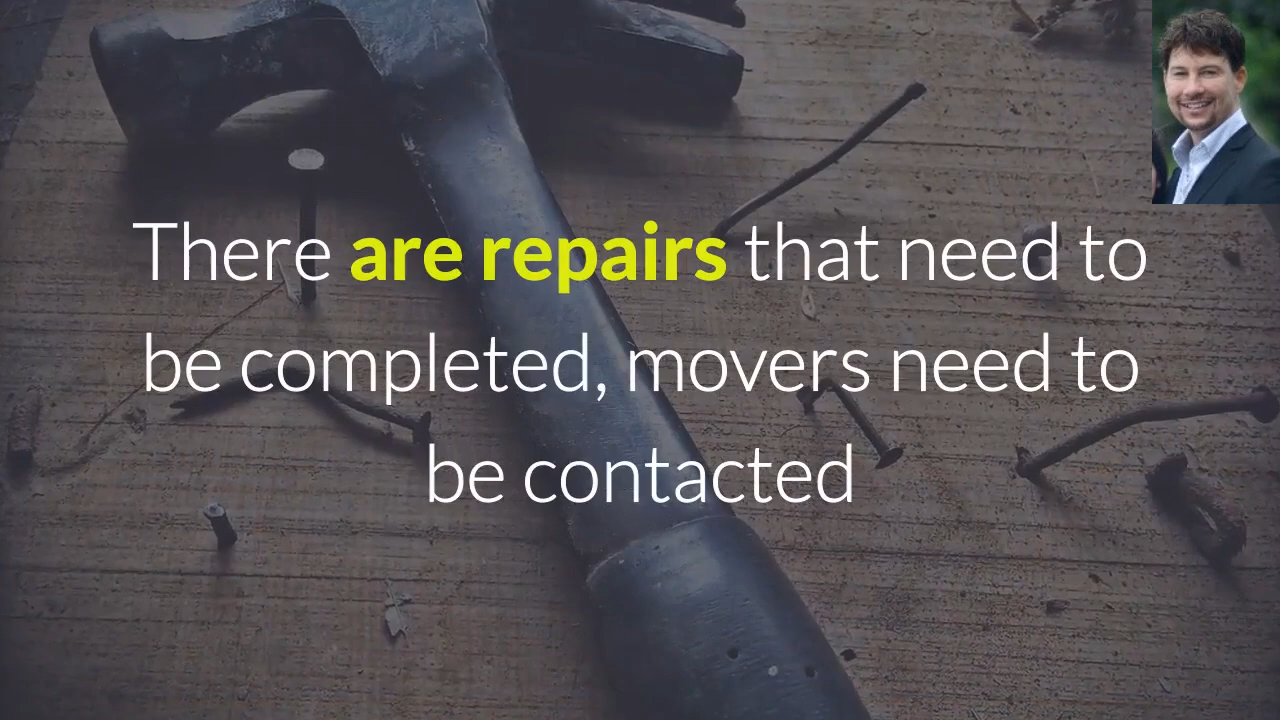 There are repairs that need to
be completed, movers need to
be contacted